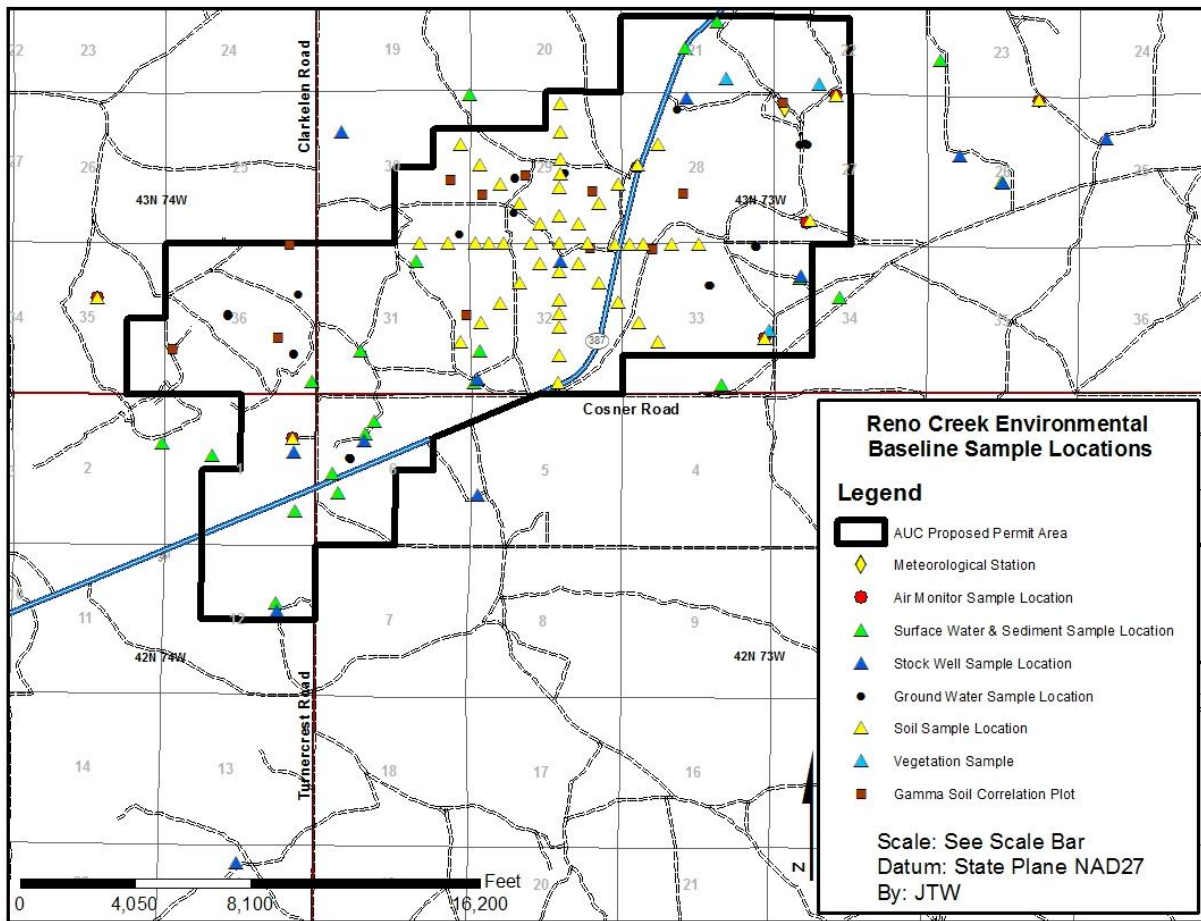 22
23
24
19
20
21
22
23
24
Clarkelen Road
27
26
25
30
29
28
27
26
25
43N 74W
43N 73W
34
35
36
31
32
33
34
35
36
387
Cosner Road
2
1
6
5
4
11
12
7
8
9
42N 74W
42N 73W
Turnercrest Road
14
13
18
17
16
20
21
Reno Creek Environmental
Baseline Sample Locations
Legend
AUC Proposed Permit Area
Meteorological Station
Air Monitor Sample Location
Surface Water & Sediment Sample Location
Stock Well Sample Location
Ground Water Sample Location
Soil Sample Location
Vegetation Sample
Gamma Soil Correlation Plot
Scale: See Scale Bar
Datum: State Plane NAD27
By: JTW
N
Feet
0
4,050
8,100
16,200